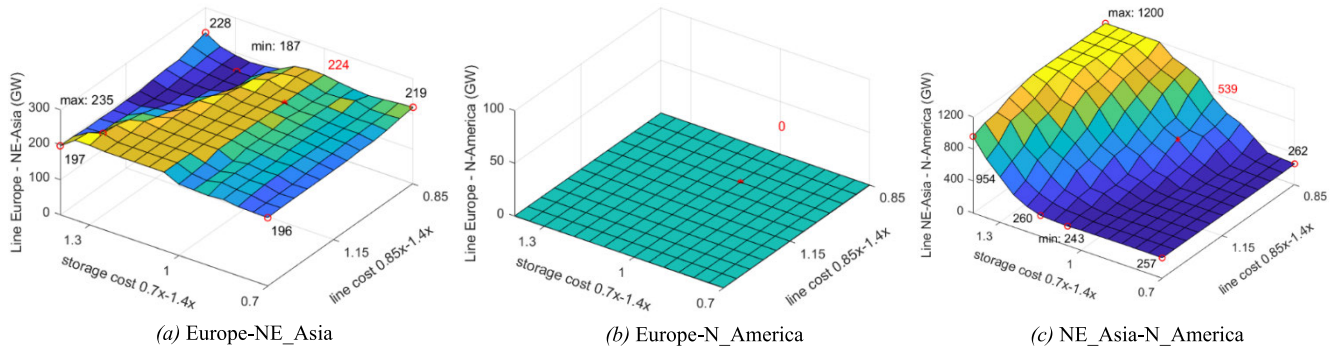 228
min: 187
224
219
max: 235
197
196
300
200
100
0
Line Europe - NE-Asia (GW)
1.3
1
0.7
storage cost 0.7x-1.4x
0.85
1.15
line cost 0.85x-1.4x
(a) Europe-NE_Asia
0
100
50
0
Line Europe - N-America (GW)
1.3
1
0.7
storage cost 0.7x-1.4x
0.85
1.15
line cost 0.85x-1.4x
(b) Europe-N_America
max: 1200
539
262
954
260
min: 243
257
1200
800
400
0
Line NE-Asia - N-America (GW)
1.3
1
0.7
storage cost 0.7x-1.4x
0.85
1.15
line cost 0.85x-1.4x
(c) NE_Asia-N_America